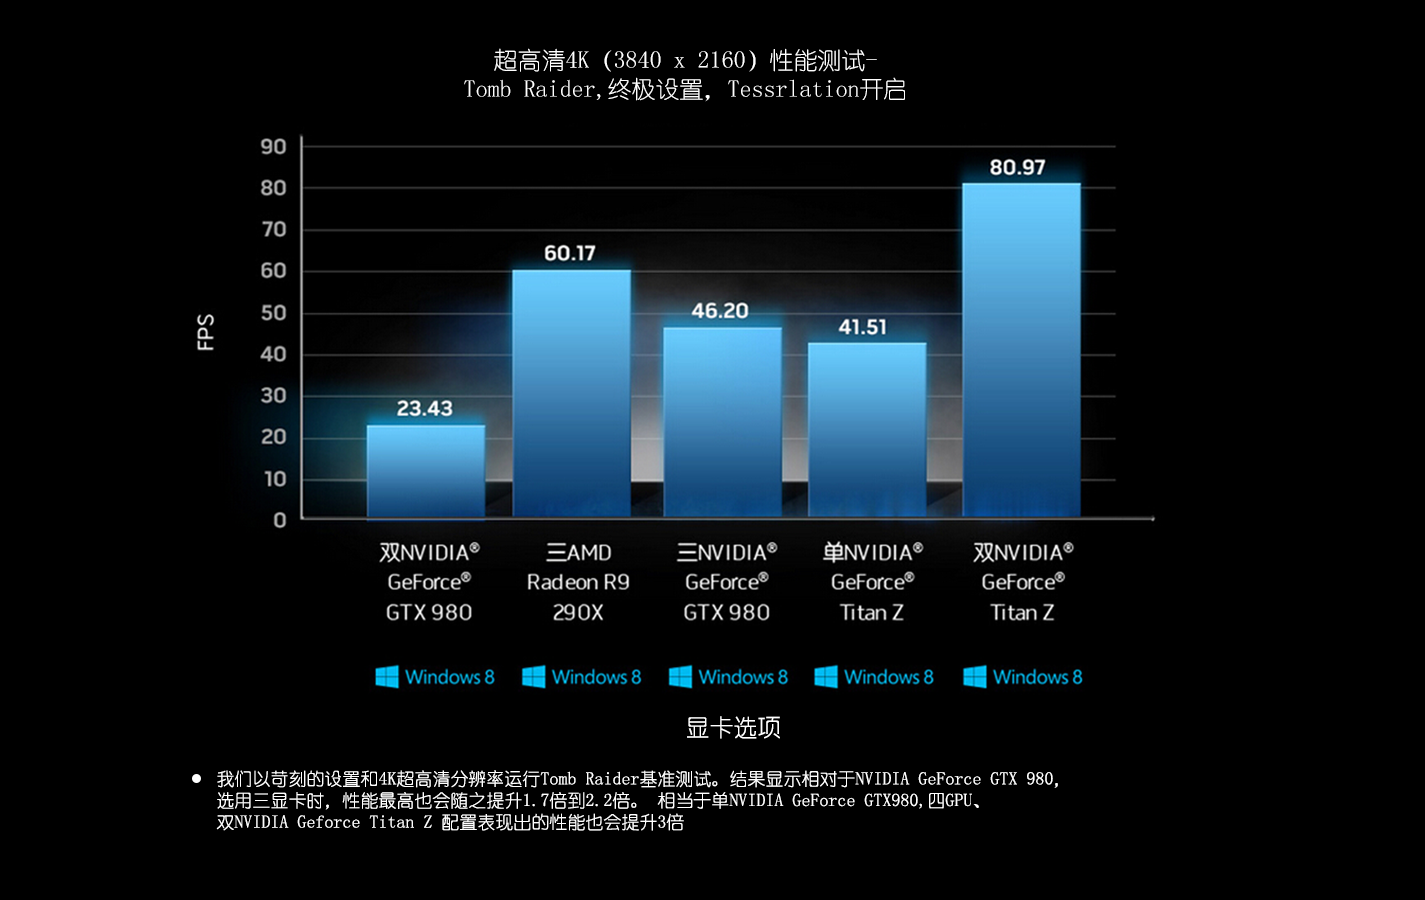 超高清4K（3840 x 2160）性能测试-
Tomb Raider,终极设置，Tessrlation开启
90
80
70
60
50
40
30
20
10
0
FPS
23.43
60.17
46.20
41.51
80.97
双NVIDIA®
GeForce®
GTX 980
三AMD
Radeon R9
290X
三NVIDIA®
GeForce®
GTX 980
单NVIDIA®
GeForce®
Titan Z
双NVIDIA®
GeForce®
Titan Z
Windows 8
Windows 8
Windows 8
Windows 8
Windows 8
显卡选项
● 我们以苛刻的设置和4K超高清分辨率运行Tomb Raider基准测试。结果显示相对于NVIDIA GeForce GTX 980,
选用三显卡时，性能最高也会随之提升1.7倍到2.2倍。 相当于单NVIDIA GeForce GTX980,四GPU、
双NVIDIA Geforce Titan Z 配置表现出的性能也会提升3倍